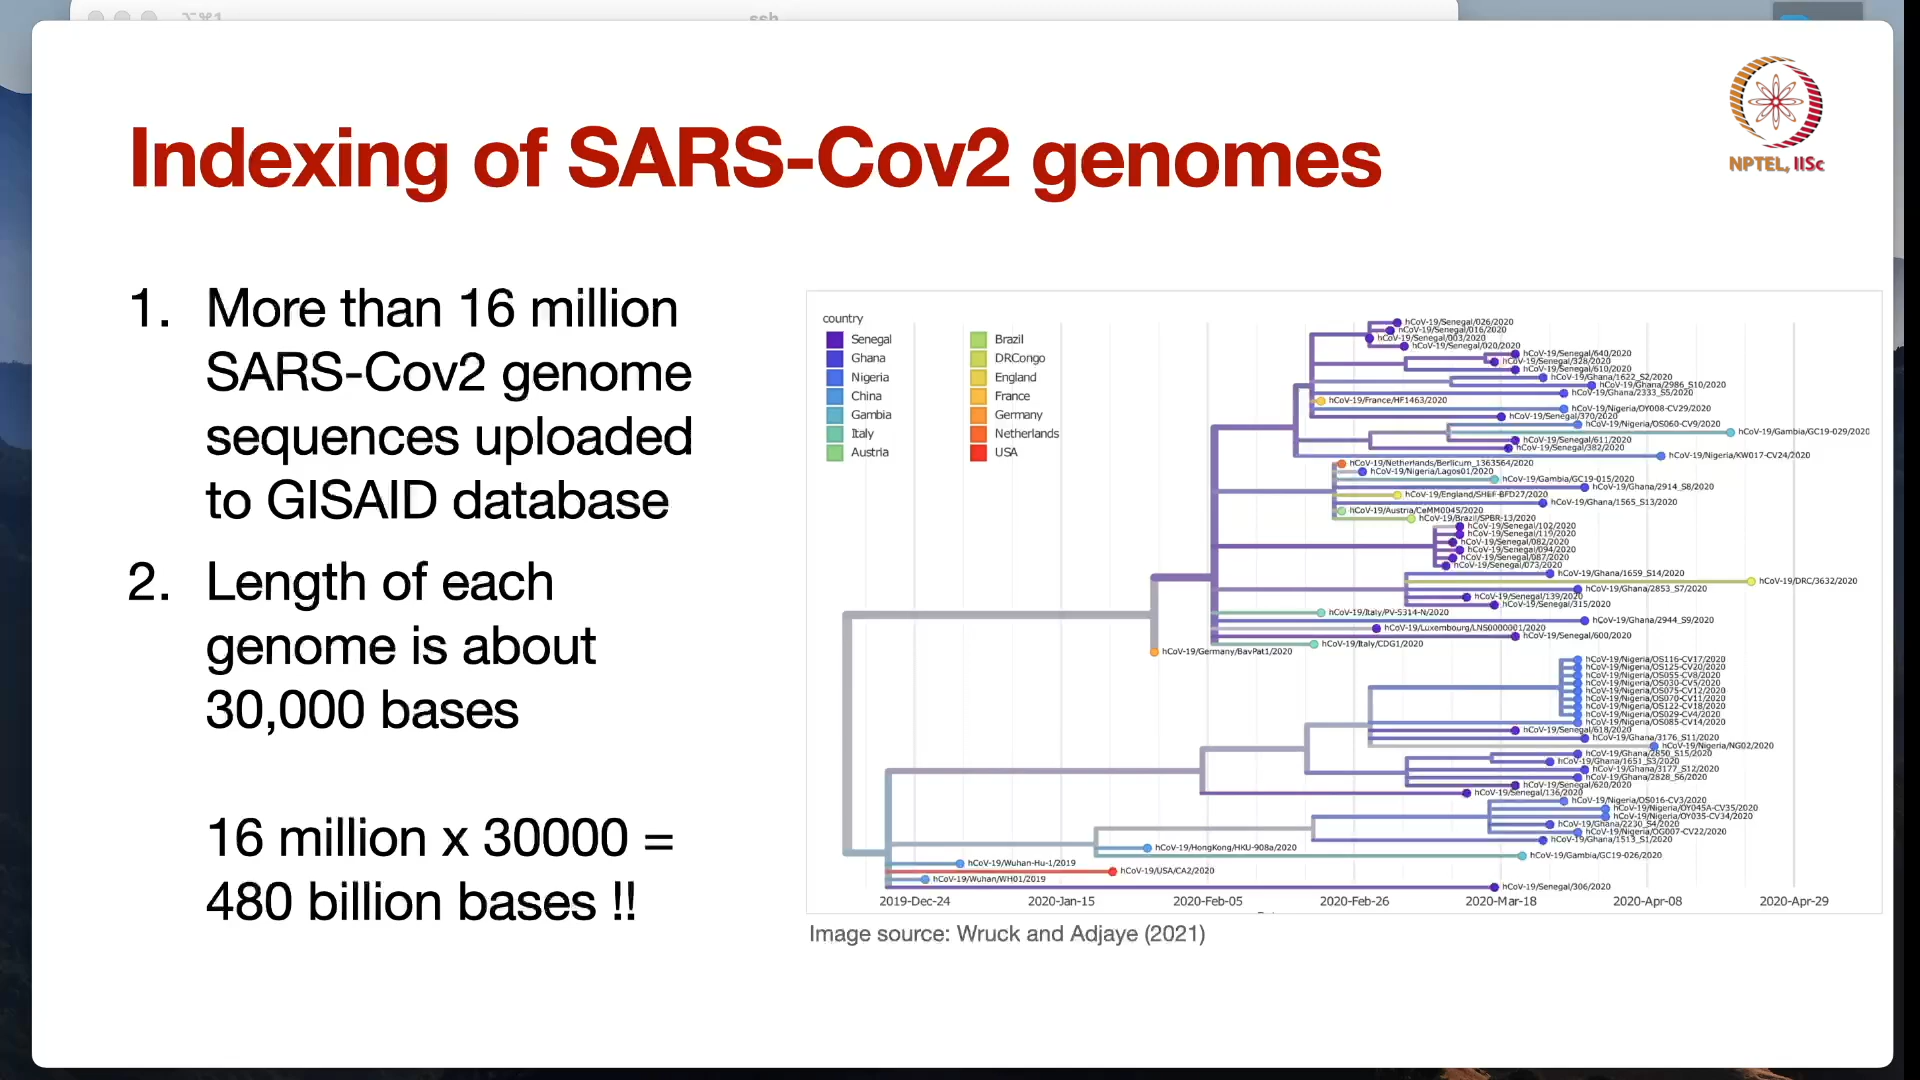 ⌥⌘1
ssh
NPTEL, IISc
Indexing of SARS-Cov2 genomes
1. More than 16 million
SARS-Cov2 genome
sequences uploaded
to GISAID database
2. Length of each
genome is about
30,000 bases
16 million x 30000 =
480 billion bases !!
country
Senegal
Ghana
Nigeria
China
Gambia
Italy
Austria
Brazil
DRCongo
England
France
Germany
Netherlands
USA
hCoV-19/Senegal/026/2020
hCoV-19/Senegal/016/2020
hCoV-19/Senegal/003/2020
hCoV-19/Senegal/020/2020
hCoV-19/Senegal/640/2020
hCoV-19/Senegal/328/2020
hCoV-19/Senegal/610/2020
hCoV-19/Ghana/1622_S2/2020
hCoV-19/Ghana/2986_S10/2020
hCoV-19/Ghana/2333_S5/2020
hCoV-19/France/HF1463/2020
hCoV-19/Nigeria/OY008-CV29/2020
hCoV-19/Senegal/370/2020
hCoV-19/Nigeria/OS060-CV9/2020
hCoV-19/Gambia/GC19-029/2020
hCoV-19/Senegal/611/2020
hCoV-19/Senegal/382/2020
hCoV-19/Nigeria/KW017-CV24/2020
hCoV-19/Netherlands/Berlicum_1363564/2020
hCoV-19/Nigeria/Lagos01/2020
hCoV-19/Gambia/GC19-015/2020
hCoV-19/Ghana/2914_S8/2020
hCoV-19/England/SHEF-BFD27/2020
hCoV-19/Ghana/1565_S13/2020
hCoV-19/Austria/CeMM0045/2020
hCoV-19/Brazil/SPBR-13/2020
hCoV-19/Senegal/102/2020
hCoV-19/Senegal/119/2020
hCoV-19/Senegal/082/2020
hCoV-19/Senegal/094/2020
hCoV-19/Senegal/087/2020
hCoV-19/Senegal/073/2020
hCoV-19/Ghana/1659_S14/2020
hCoV-19/DRC/3632/2020
hCoV-19/Ghana/2853_S7/2020
hCoV-19/Senegal/139/2020
hCoV-19/Senegal/315/2020
hCoV-19/Italy/PV-5314-N/2020
hCoV-19/Ghana/2944_S9/2020
hCoV-19/Luxembourg/LNS0000001/2020
hCoV-19/Senegal/600/2020
hCoV-19/Italy/CDG1/2020
hCoV-19/Germany/BavPat1/2020
hCoV-19/Nigeria/OS116-CV17/2020
hCoV-19/Nigeria/OS125-CV20/2020
hCoV-19/Nigeria/OS055-CV8/2020
hCoV-19/Nigeria/OS030-CV5/2020
hCoV-19/Nigeria/OS075-CV12/2020
hCoV-19/Nigeria/OS070-CV11/2020
hCoV-19/Nigeria/OS122-CV18/2020
hCoV-19/Nigeria/OS029-CV4/2020
hCoV-19/Nigeria/OS085-CV14/2020
hCoV-19/Senegal/618/2020
hCoV-19/Ghana/3176_S11/2020
hCoV-19/Nigeria/NG02/2020
hCoV-19/Ghana/2850_S15/2020
hCoV-19/Ghana/1651_S3/2020
hCoV-19/Ghana/3177_S12/2020
hCoV-19/Ghana/2828_S6/2020
hCoV-19/Senegal/620/2020
hCoV-19/Senegal/136/2020
hCoV-19/Nigeria/OS016-CV3/2020
hCoV-19/Nigeria/OY045A-CV35/2020
hCoV-19/Nigeria/OY035-CV34/2020
hCoV-19/Ghana/2230_S4/2020
hCoV-19/Nigeria/OG007-CV22/2020
hCoV-19/Ghana/1513_S1/2020
hCoV-19/HongKong/HKU-908a/2020
hCoV-19/Gambia/GC19-026/2020
hCoV-19/Wuhan-Hu-1/2019
hCoV-19/USA/CA2/2020
hCoV-19/Wuhan/WH01/2019
hCoV-19/Senegal/306/2020
2019-Dec-24
2020-Jan-15
2020-Feb-05
2020-Feb-26
2020-Mar-18
2020-Apr-08
2020-Apr-29
Image source: Wruck and Adjaye (2021)